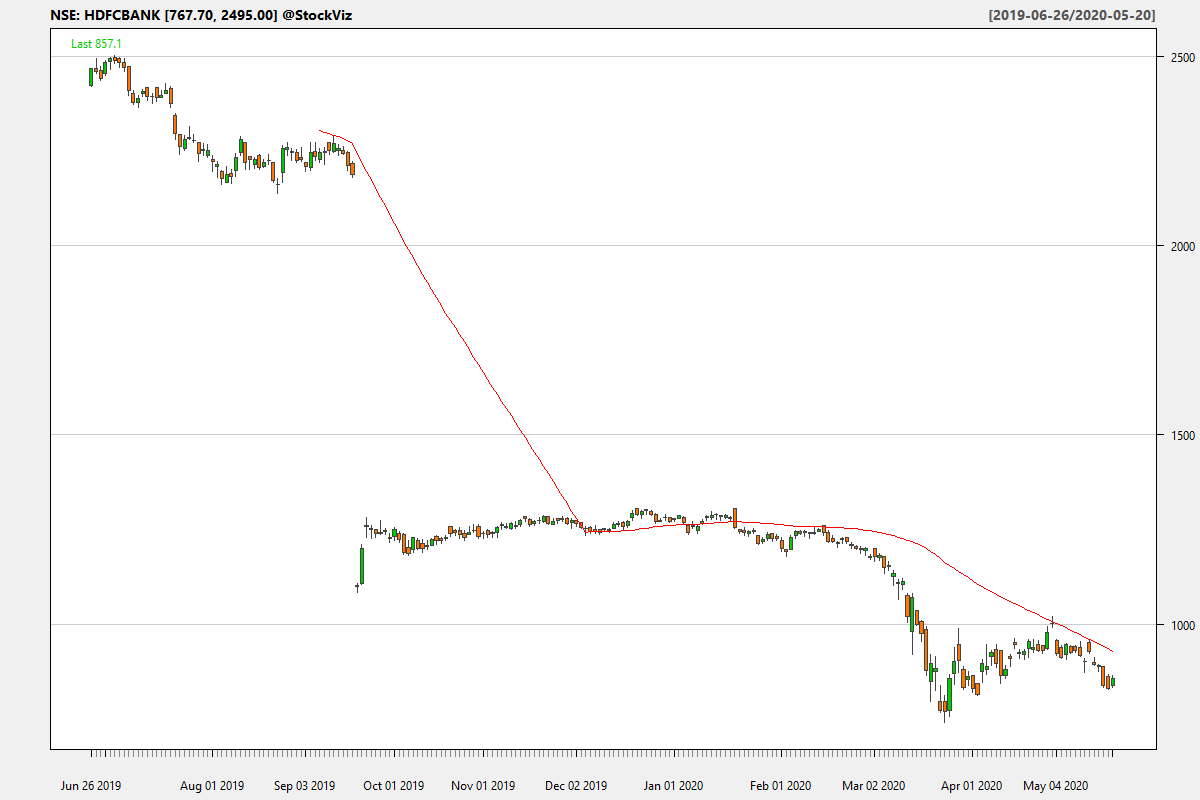 NSE: HDFCBANK [767.70, 2495.00] @StockViz [2019-06-26/2020-05-20]
Last 857.1
2500
2000
1500
1000
Jun 26 2019 Aug 01 2019 Sep 03 2019 Oct 01 2019 Nov 01 2019 Dec 02 2019 Jan 01 2020 Feb 01 2020 Mar 02 2020 Apr 01 2020 May 04 2020